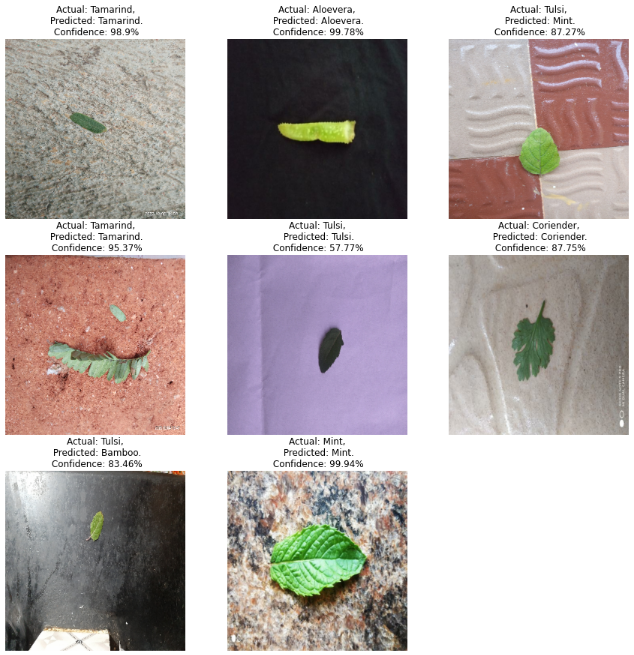 Actual: Tamarind,
Predicted: Tamarind.
Confidence: 98.9%
Actual: Aloevera,
Predicted: Aloevera.
Confidence: 99.78%
Actual: Tulsi,
Predicted: Mint.
Confidence: 87.27%
Actual: Tamarind,
Predicted: Tamarind.
Confidence: 95.37%
Actual: Tulsi,
Predicted: Tulsi.
Confidence: 57.77%
Actual: Coriender,
Predicted: Coriender.
Confidence: 87.75%
Actual: Tulsi,
Predicted: Bamboo.
Confidence: 83.46%
Actual: Mint,
Predicted: Mint.
Confidence: 99.94%